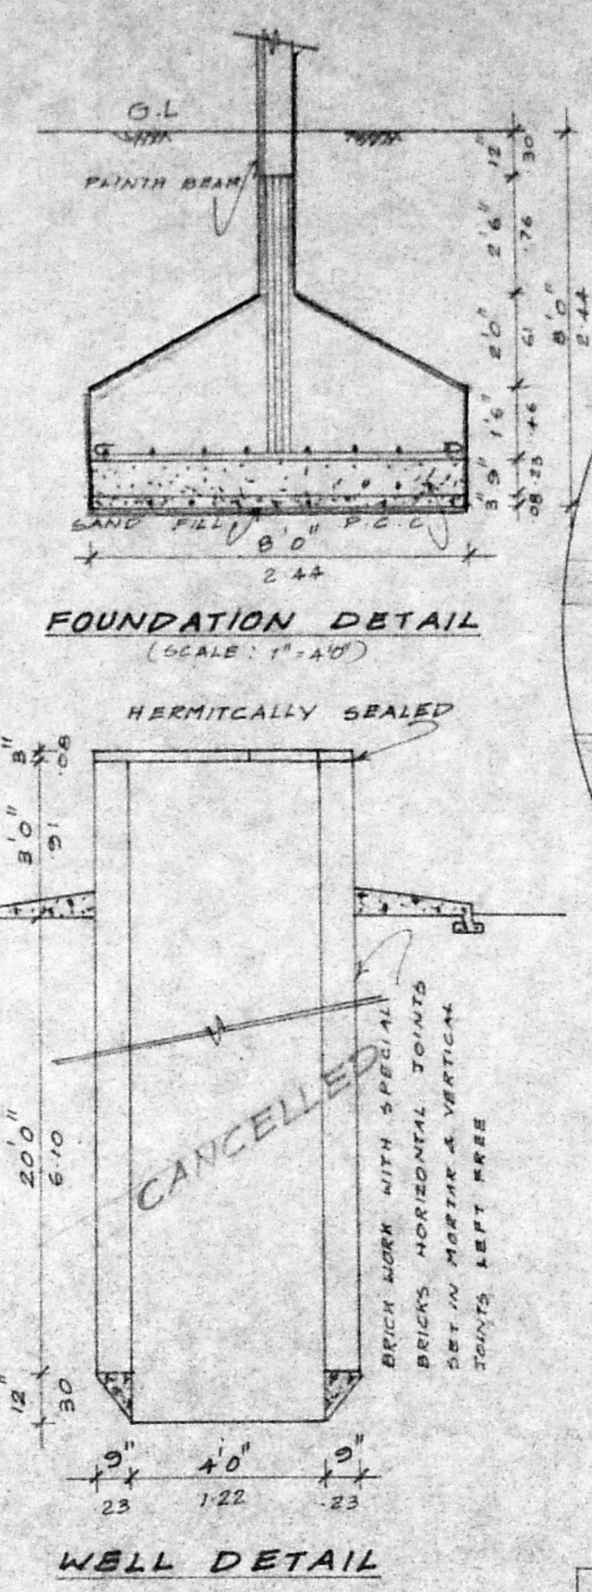 G.L
PLINTH BEAM
12"
.30
2'6"
.76
2'0"
61
1'6"
.46
9"
.23
3"
.08
8'0"
2.44
SAND FILL
P.C.C
8'0"
2.44
FOUNDATION DETAIL
(SCALE: 1"=4'0")
HERMITCALLY SEALED
3"
.08
3'0"
.91
20'0"
6.10
12"
30
CANCELLED
BRICK WORK WITH SPECIAL
BRICKS HORIZONTAL JOINTS
SET IN MORTAR & VERTICAL
JOINTS LEFT FREE
9"
4'0"
9"
23
1.22
.23
WELL DETAIL